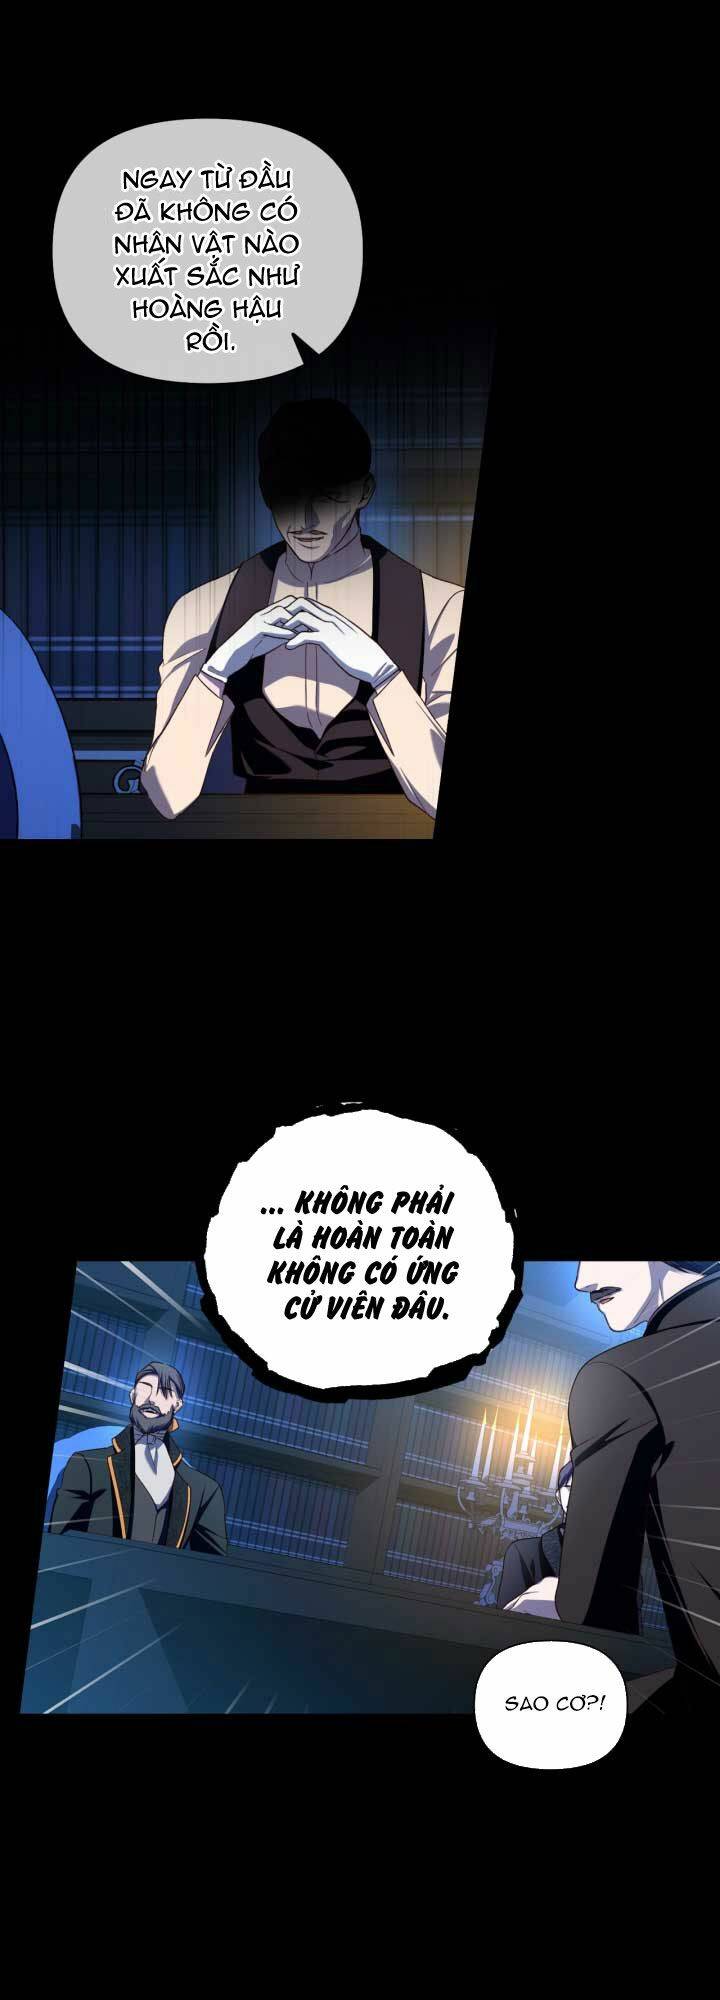 NGAY TỪ ĐẦU
ĐÃ KHÔNG CÓ
NHÂN VẬT NÀO
XUẤT SẮC NHƯ
HOÀNG HẬU
RỒI.
... KHÔNG PHẢI
LÀ HOÀN TOÀN
KHÔNG CÓ ỨNG
CỬ VIÊN ĐÂU.
SAO CƠ?!